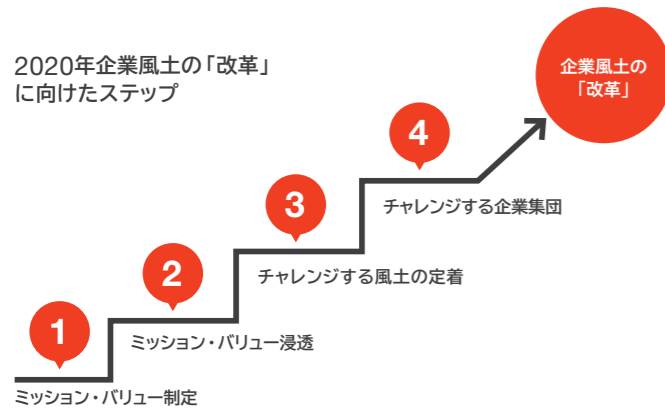 2020年企業風土の「改革」
に向けたステップ
企業風土の
「改革」
4
チャレンジする企業集団
3
チャレンジする風土の定着
2
ミッション・バリュー浸透
1
ミッション・バリュー制定